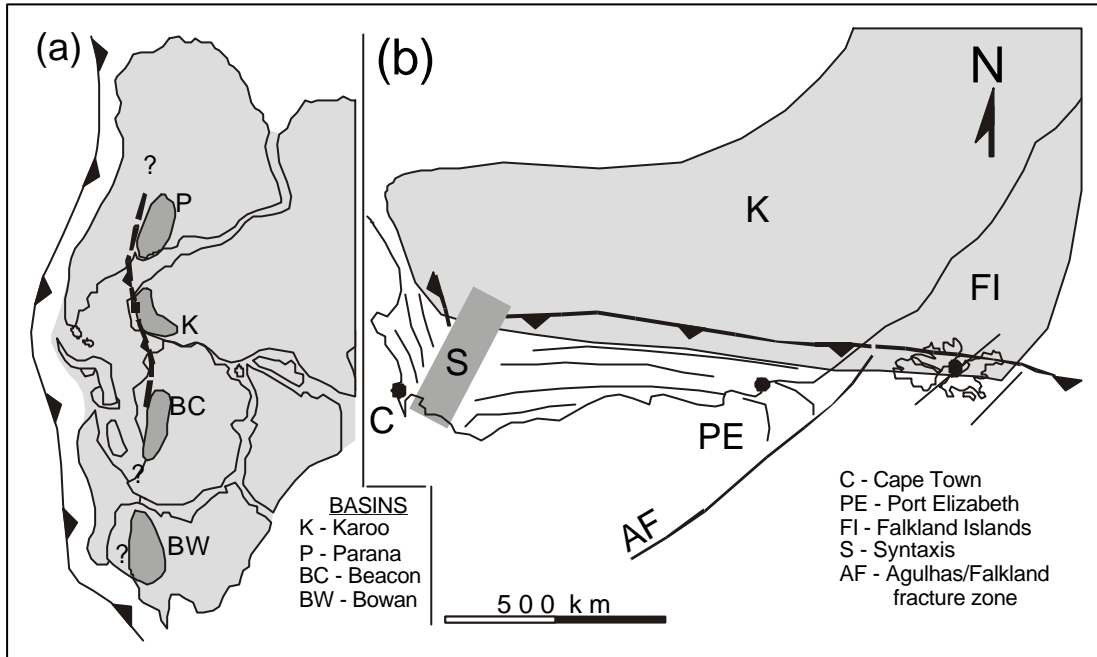 (a)
?
P
K
BC
?
?
BW
BASINS
K - Karoo
P - Parana
BC - Beacon
BW - Bowan
(b)
N
K
FI
S
C
PE
AF
C - Cape Town
PE - Port Elizabeth
FI - Falkland Islands
S - Syntaxis
AF - Agulhas/Falkland
fracture zone
500 km